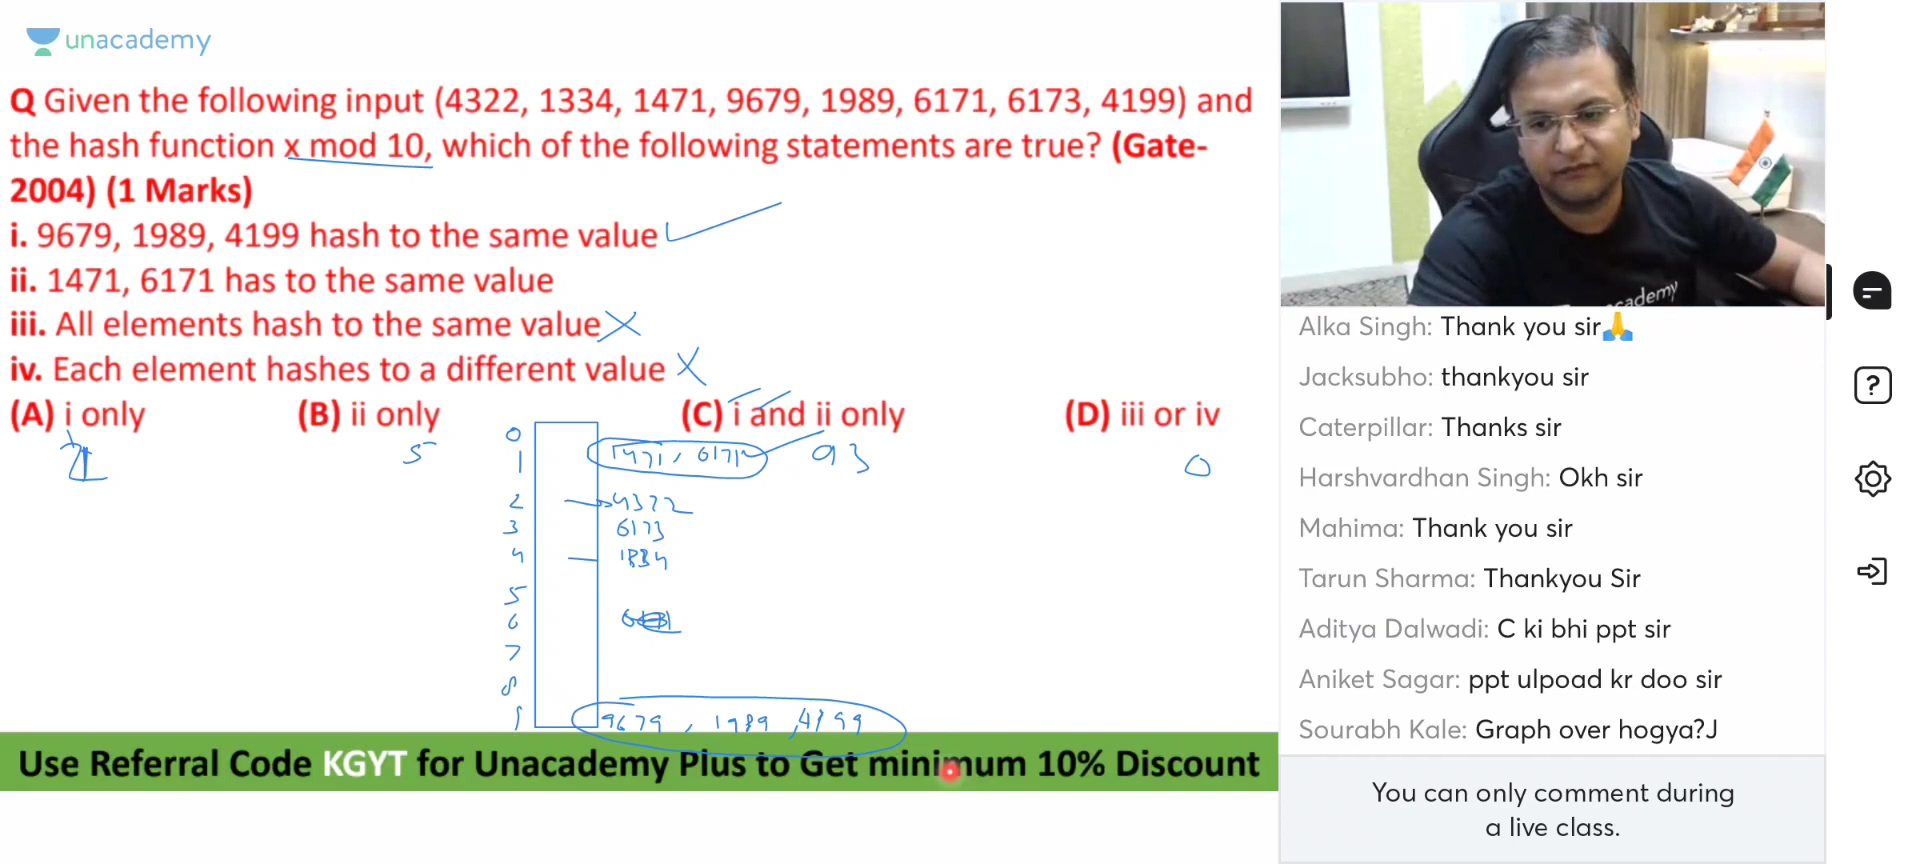 unacademy
Q Given the following input (4322, 1334, 1471, 9679, 1989, 6171, 6173, 4199) and
the hash function x mod 10, which of the following statements are true? (Gate-
2004) (1 Marks)
i. 9679, 1989, 4199 hash to the same value
ii. 1471, 6171 has to the same value
iii. All elements hash to the same value
iv. Each element hashes to a different value
(A) i only (B) ii only (C) i and ii only (D) iii or iv
5 93 0
0
1 1471, 6171
2 4322
3 6173
4 1334
5
6
7
8
9 9679, 1989, 4199
Use Referral Code KGYT for Unacademy Plus to Get minimum 10% Discount
academy
Alka Singh: Thank you sir🙏
Jacksubho: thankyou sir
Caterpillar: Thanks sir
Harshvardhan Singh: Okh sir
Mahima: Thank you sir
Tarun Sharma: Thankyou Sir
Aditya Dalwadi: C ki bhi ppt sir
Aniket Sagar: ppt ulpoad kr doo sir
Sourabh Kale: Graph over hogya?J
You can only comment during
a live class.